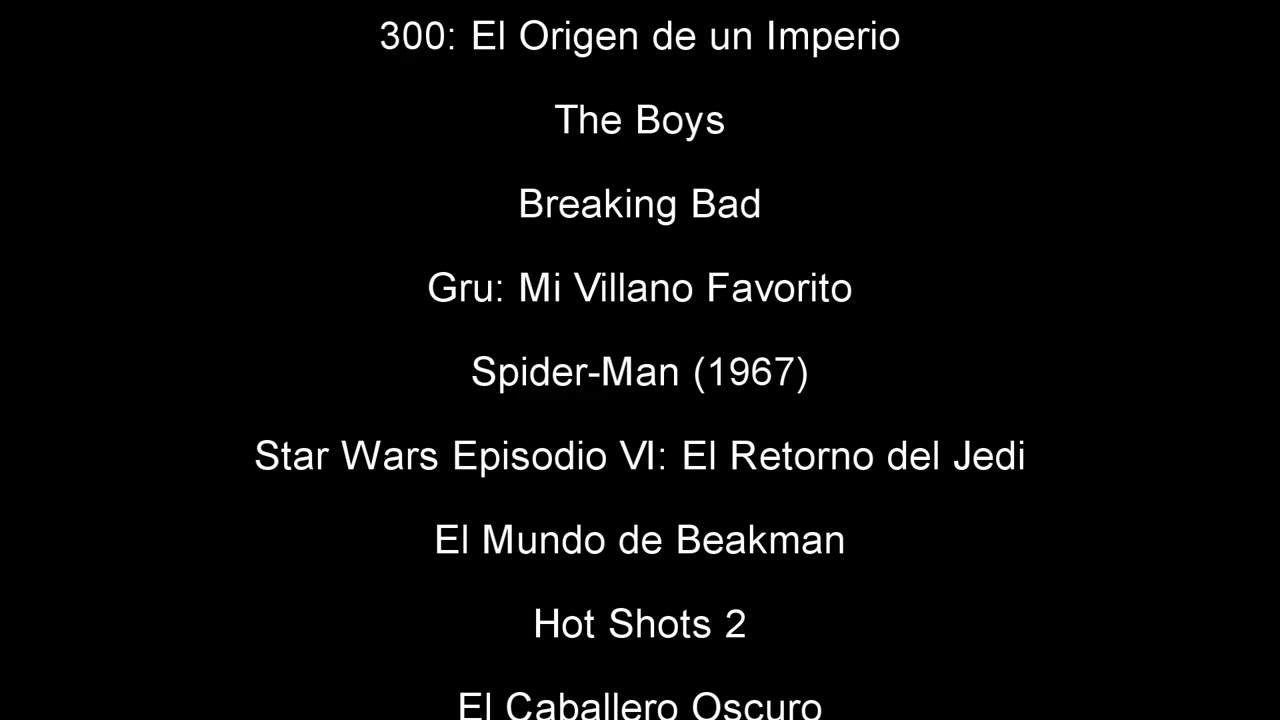 300: El Origen de un Imperio
The Boys
Breaking Bad
Gru: Mi Villano Favorito
Spider-Man (1967)
Star Wars Episodio VI: El Retorno del Jedi
El Mundo de Beakman
Hot Shots 2
El Caballero Oscuro